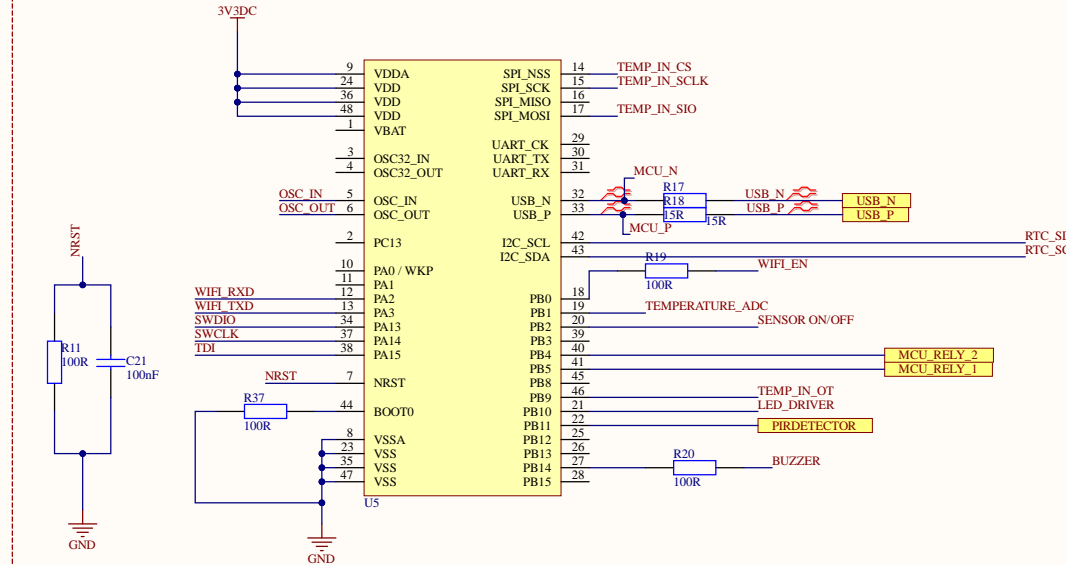 3V3DC
9 VDDA SPI_NSS 14 TEMP_IN_CS
24 VDD SPI_SCK 15 TEMP_IN_SCLK
36 VDD SPI_MISO 16
48 VDD SPI_MOSI 17 TEMP_IN_SIO
1 VBAT
UART_CK 29
3 OSC32_IN UART_TX 30
4 OSC32_OUT UART_RX 31
MCU_N
R17
OSC_IN 5 OSC_IN USB_N 32 R18 USB_N USB_N
OSC_OUT 6 OSC_OUT USB_P 33 15R 15R USB_P USB_P
MCU_P
2 PC13 I2C_SCL 42
I2C_SDA 43
NRST
R19 WIFI_EN
10 PA0 / WKP
100R
11 PA1
WIFI_RXD 12 PA2 PB0 18
WIFI_TXD 13 PA3 PB1 19 TEMPERATURE_ADC
SWDIO 34 PA13 PB2 20 SENSOR ON/OFF
SWCLK 37 PA14 PB3 39
TDI 38 PA15 PB4 40 MCU_RELY_2
PB5 41 MCU_RELY_1
R11
100R
C21
100nF
NRST 7 NRST PB8 45
PB9 46 TEMP_IN_OT
R37
100R
44 BOOT0 PB10 21 LED_DRIVER
PB11 22 PIRDETECTOR
8 VSSA PB12 25
23 VSS PB13 26
35 VSS PB14 27 R20 BUZZER
47 VSS PB15 28 100R
U5
GND
GND